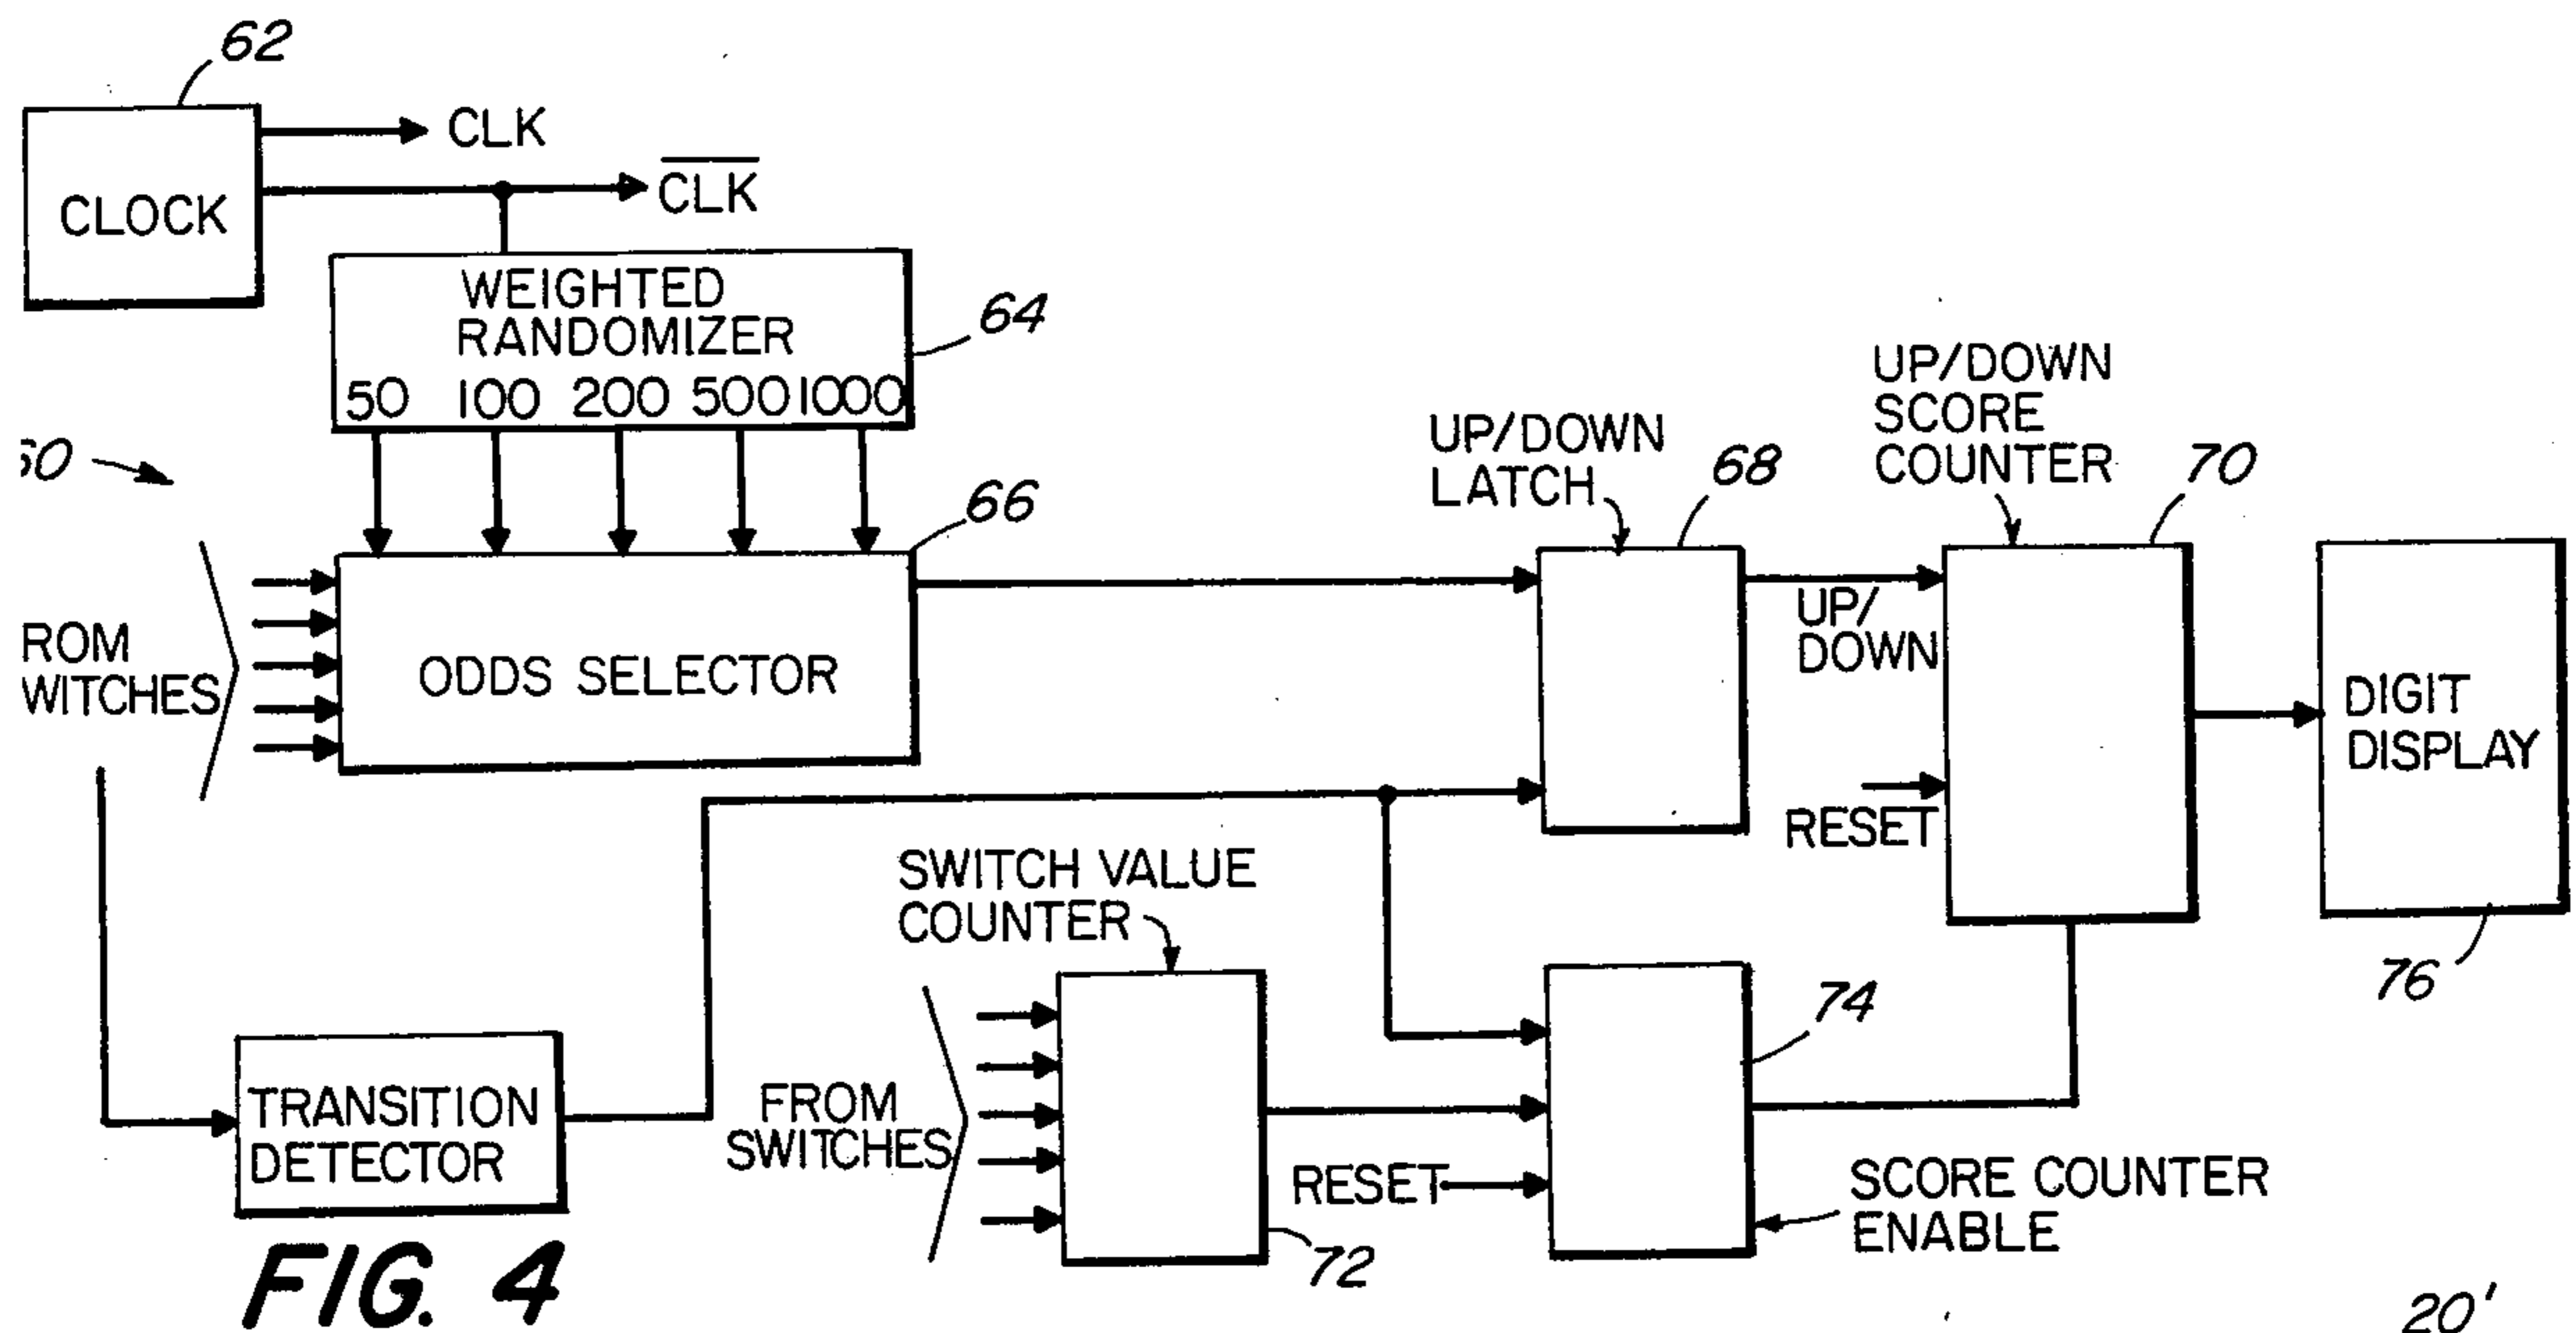 62
CLK
CLK
CLOCK
WEIGHTED
RANDOMIZER
64
50 100 200 500 1000
UP/DOWN
SCORE
COUNTER
70
UP/DOWN
LATCH
68
66
ROM
WITCHES
ODDS SELECTOR
UP/
DOWN
DIGIT
DISPLAY
RESET
SWITCH VALUE
COUNTER
76
74
TRANSITION
DETECTOR
FROM
SWITCHES
RESET
SCORE COUNTER
ENABLE
72
FIG. 4
20'